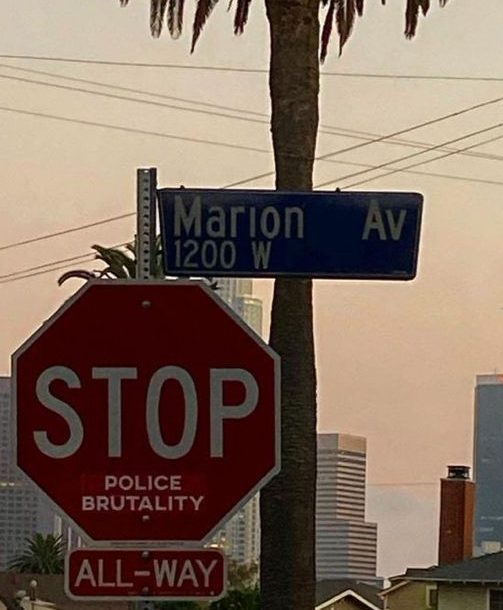 Marion Av
1200 W
STOP
POLICE
BRUTALITY
ALL-WAY